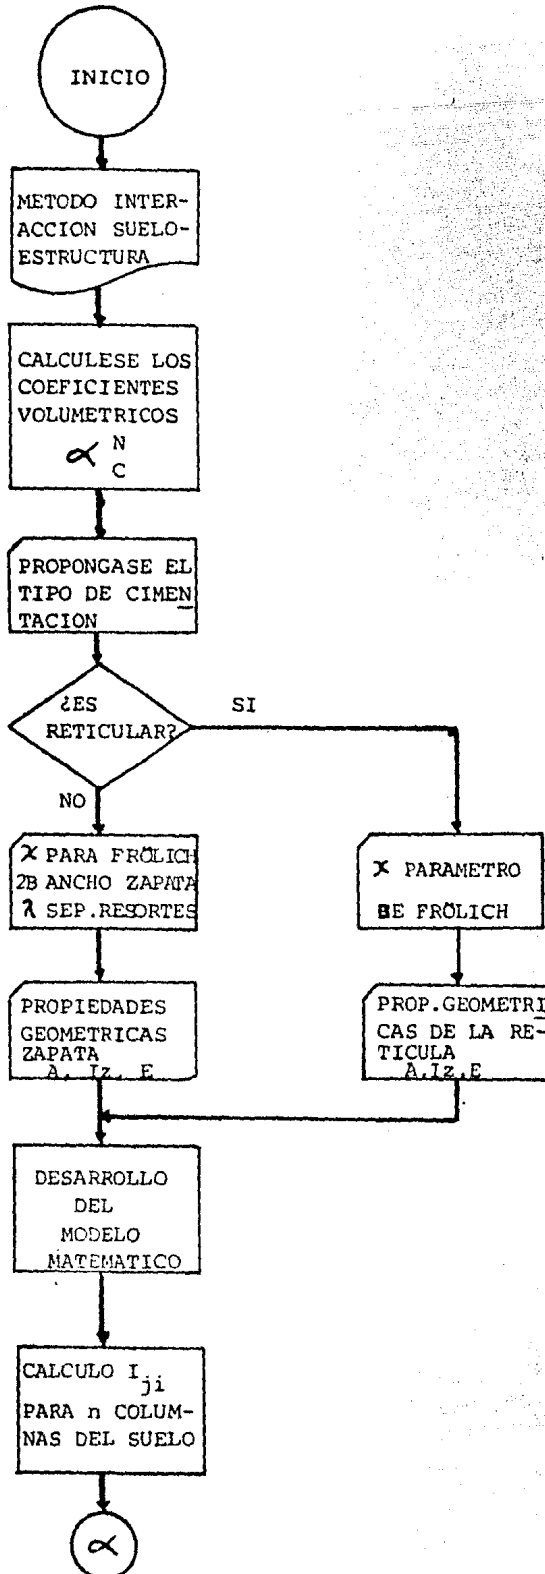 INICIO
METODO INTER-
ACCION SUELO-
ESTRUCTURA
CALCULESE LOS
COEFICIENTES
VOLUMETRICOS
α N
C
PROPONGASE EL
TIPO DE CIMEN
TACION
¿ES
RETICULAR?
SI
NO
χ PARA FRÖLICH
2B ANCHO ZAPATA
λ SEP.RESORTES
χ PARAMETRO
DE FRÖLICH
PROPIEDADES
GEOMETRICAS
ZAPATA
A, Iz, E
PROP.GEOMETRI
CAS DE LA RE-
TICULA
A,Iz,E
DESARROLLO
DEL
MODELO
MATEMATICO
CALCULO I
ji
PARA n COLUM-
NAS DEL SUELO
α